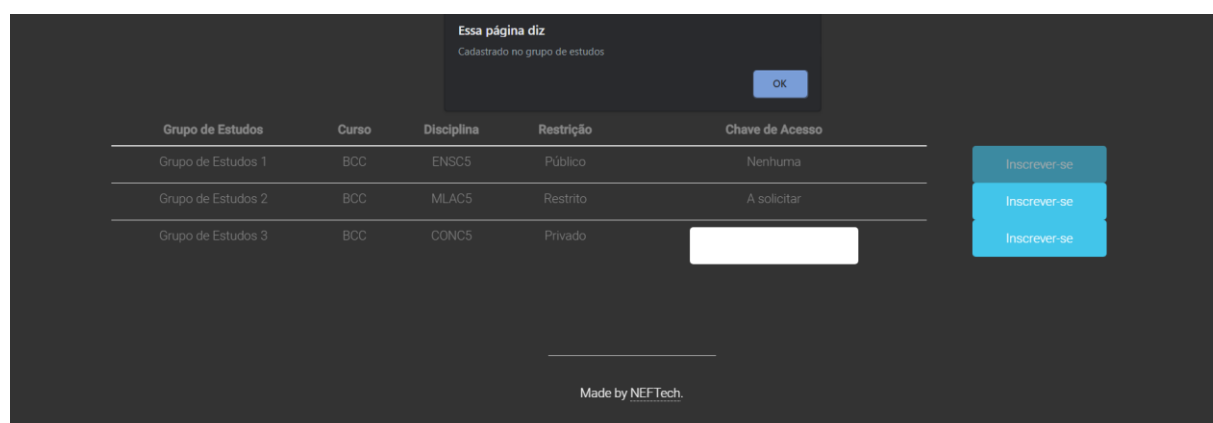 Essa página diz
Cadastrado no grupo de estudos
OK
Grupo de Estudos Curso Disciplina Restrição Chave de Acesso
Grupo de Estudos 1 BCC ENSC5 Público Nenhuma Inscrever-se
Grupo de Estudos 2 BCC MLAC5 Restrito A solicitar Inscrever-se
Grupo de Estudos 3 BCC CONC5 Privado Inscrever-se
Made by NEFTech.